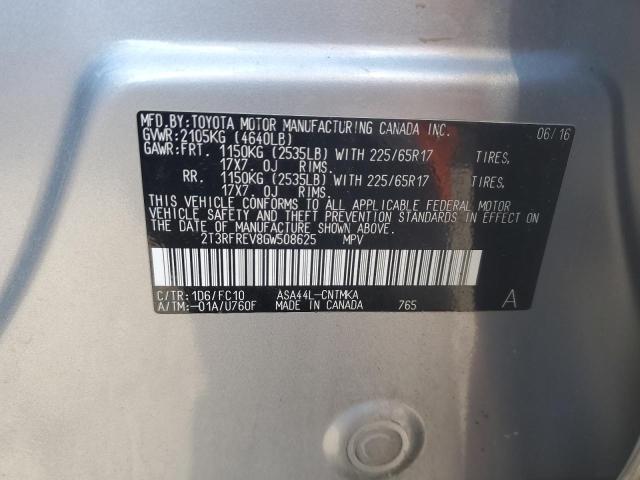 MFD.BY:TOYOTA MOTOR MANUFACTURING CANADA INC. 06/16
GVWR:2105KG (4640LB)
GAWR:FRT. 1150KG (2535LB) WITH 225/65R17 TIRES,
17X7.0J RIMS.
RR. 1150KG (2535LB) WITH 225/65R17 TIRES,
17X7.0J RIMS.
THIS VEHICLE CONFORMS TO ALL APPLICABLE FEDERAL MOTOR
VEHICLE SAFETY AND THEFT PREVENTION STANDARDS IN EFFECT ON
THE DATE OF MANUFACTURE SHOWN ABOVE.
2T3RFREV8GW508625 MPV
C/TR:1D6/FC10 ASA44L-CNTMKA
A/TM:-01A/U760F MADE IN CANADA 765 A